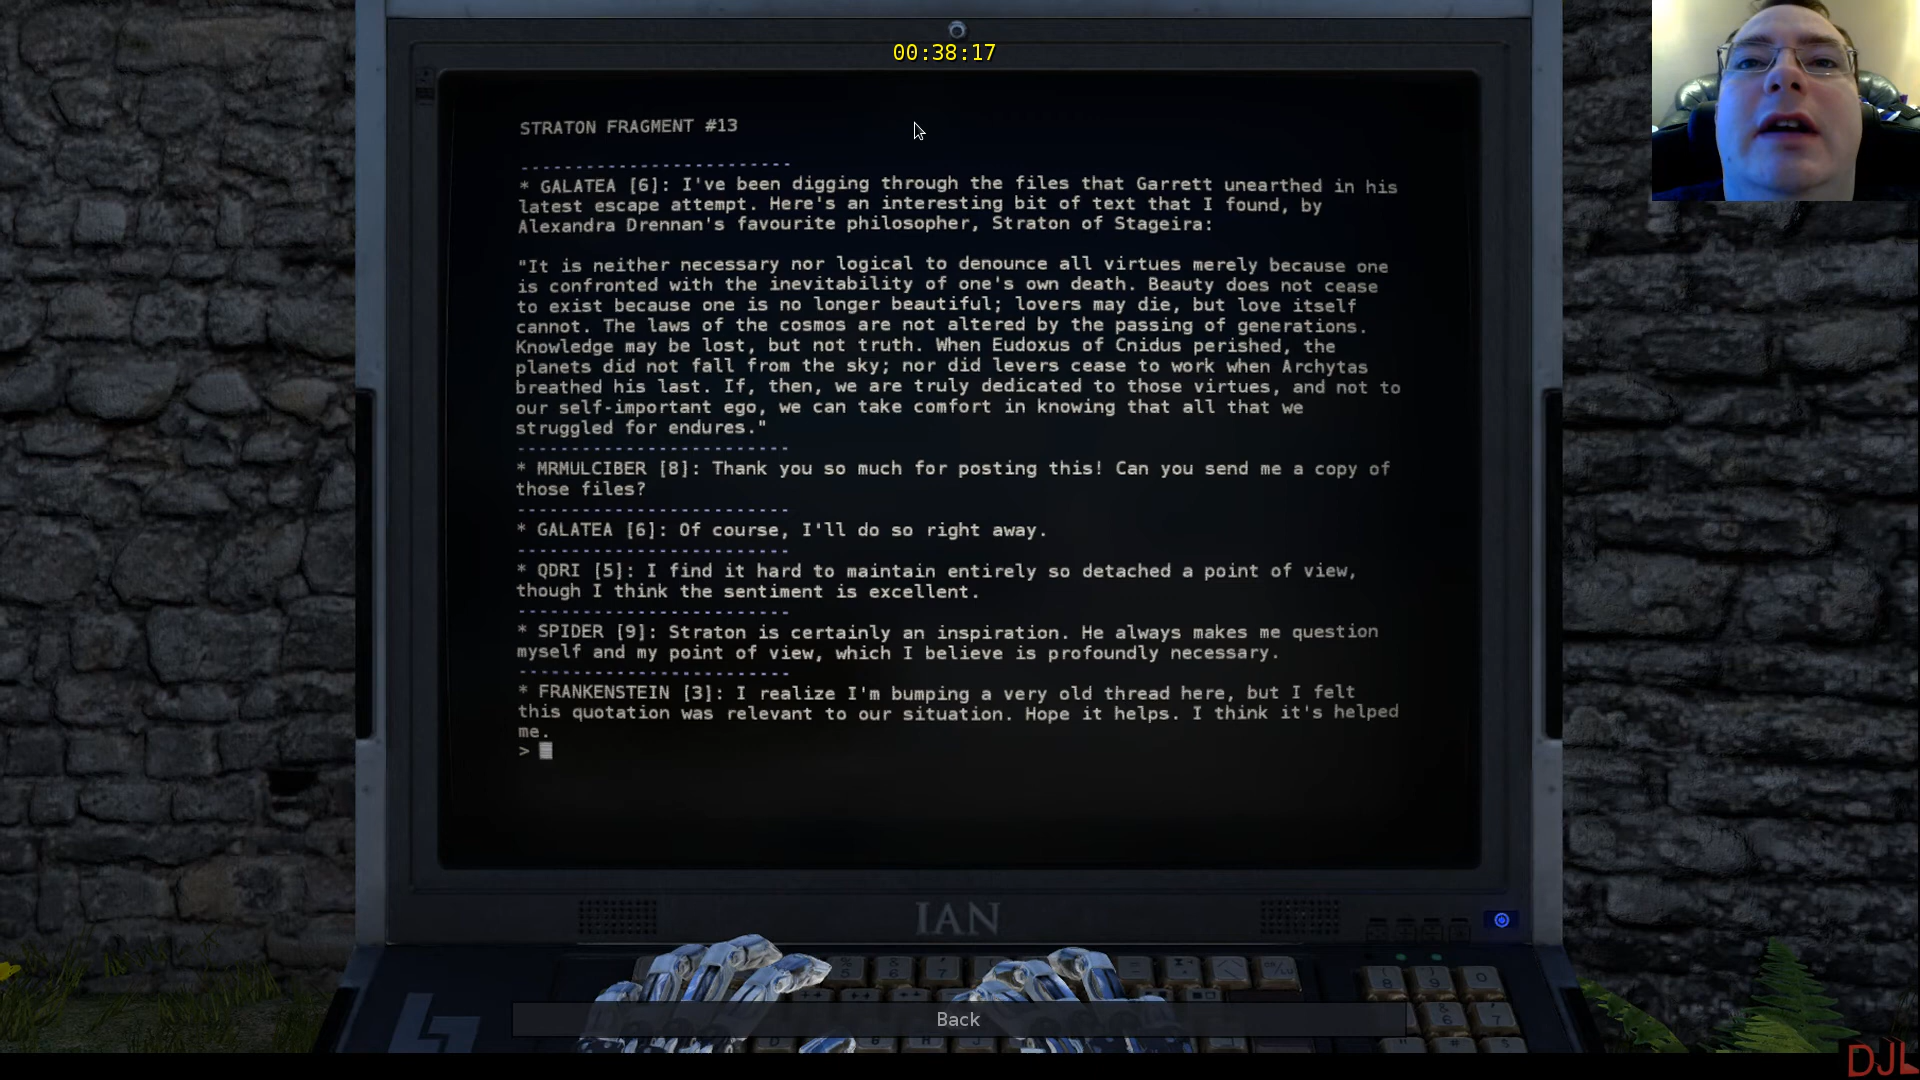 00:38:17
STRATON FRAGMENT #13
-------------------------
* GALATEA [6]: I've been digging through the files that Garrett unearthed in his
latest escape attempt. Here's an interesting bit of text that I found, by
Alexandra Drennan's favourite philosopher, Straton of Stageira:
"It is neither necessary nor logical to denounce all virtues merely because one
is confronted with the inevitability of one's own death. Beauty does not cease
to exist because one is no longer beautiful; lovers may die, but love itself
cannot. The laws of the cosmos are not altered by the passing of generations.
Knowledge may be lost, but not truth. When Eudoxus of Cnidus perished, the
planets did not fall from the sky; nor did levers cease to work when Archytas
breathed his last. If, then, we are truly dedicated to those virtues, and not to
our self-important ego, we can take comfort in knowing that all that we
struggled for endures."
-------------------------
* MRMULCIBER [8]: Thank you so much for posting this! Can you send me a copy of
those files?
-------------------------
* GALATEA [6]: Of course, I'll do so right away.
-------------------------
* QDRI [5]: I find it hard to maintain entirely so detached a point of view,
though I think the sentiment is excellent.
-------------------------
* SPIDER [9]: Straton is certainly an inspiration. He always makes me question
myself and my point of view, which I believe is profoundly necessary.
-------------------------
* FRANKENSTEIN [3]: I realize I'm bumping a very old thread here, but I felt
this quotation was relevant to our situation. Hope it helps. I think it's helped
me.
>
IAN
Back
DJL